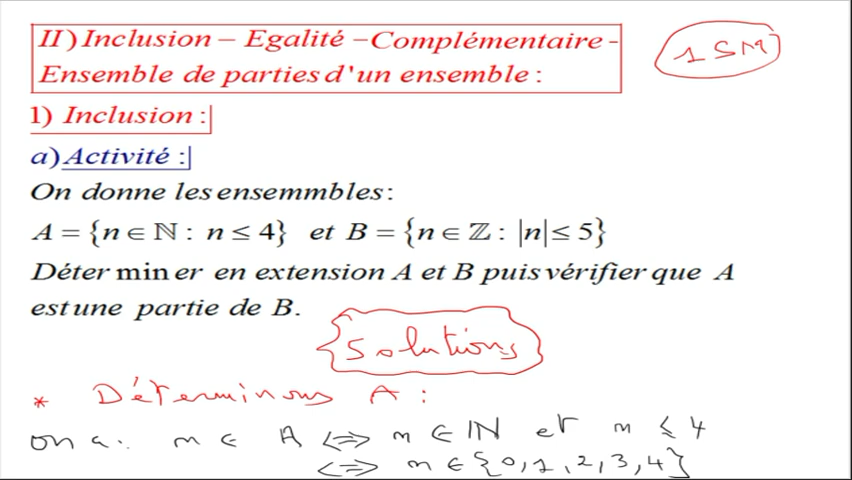 II) Inclusion – Egalité – Complémentaire -
Ensemble de parties d'un ensemble :
1 SM
1) Inclusion :
a) Activité :
On donne les ensemmbles :
A = {n ∈ ℕ : n ≤ 4} et B = {n ∈ ℤ : |n| ≤ 5}
Déter min er en extension A et B puis vérifier que A
est une partie de B.
Solutions
* Déterminons A :
on a : n ∈ A ⟺ n ∈ ℕ et n ≤ 4
⟺ n ∈ {0, 1, 2, 3, 4}